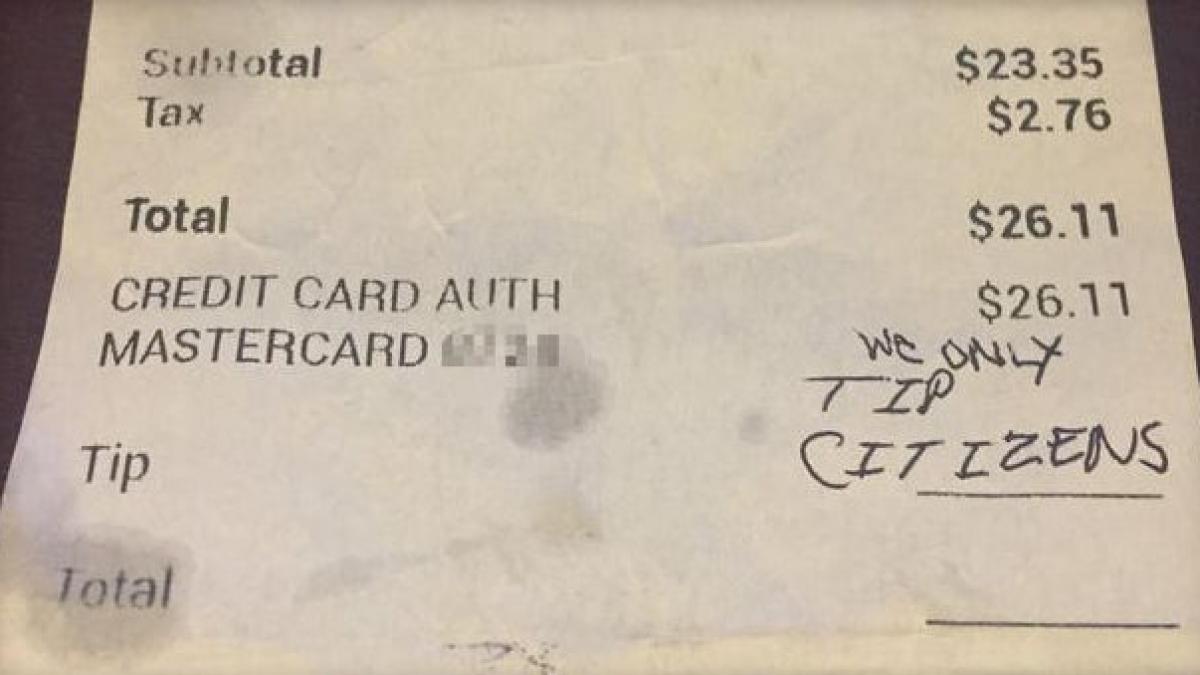 Subtotal $23.35
Tax $2.76
Total $26.11
CREDIT CARD AUTH $26.11
MASTERCARD
WE ONLY
TIP
CITIZENS
Tip
Total